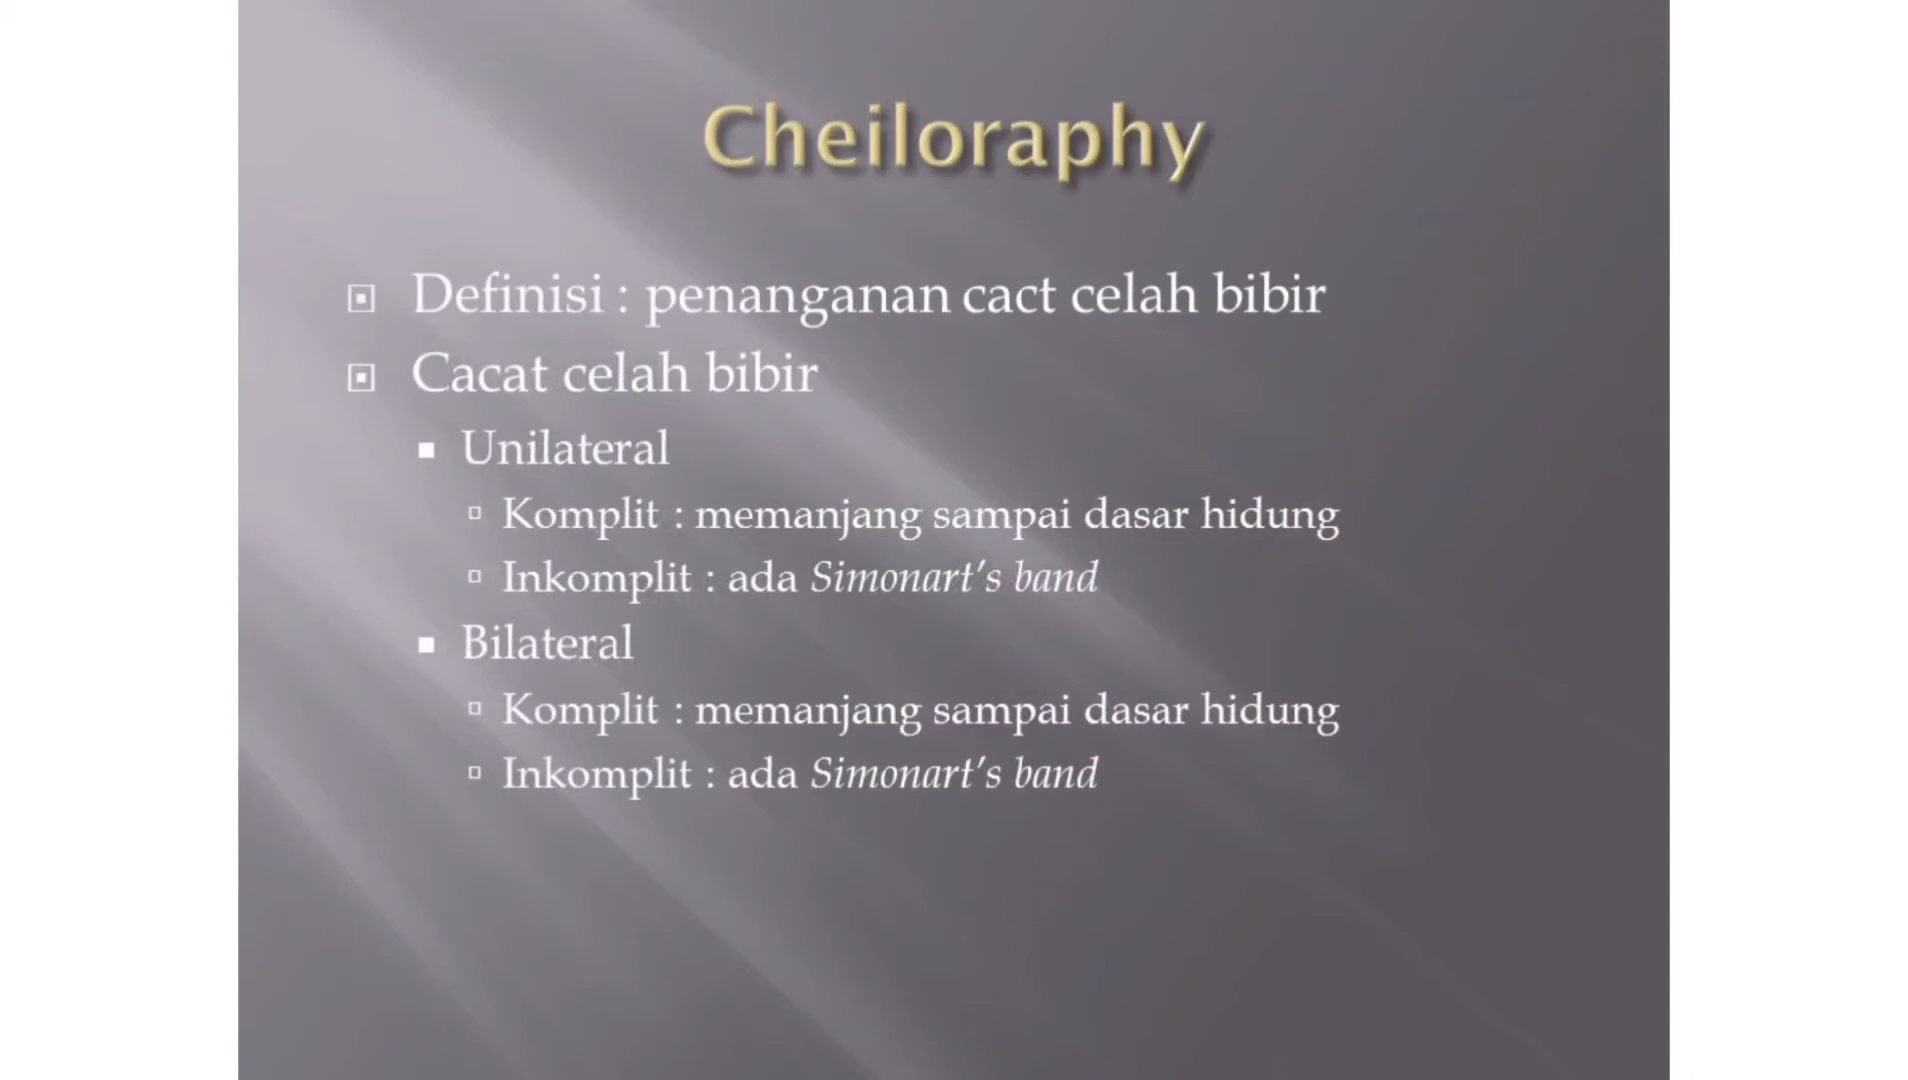 Cheiloraphy
Definisi : penanganan cact celah bibir
Cacat celah bibir
Unilateral
Komplit : memanjang sampai dasar hidung
Inkomplit : ada Simonart’s band
Bilateral
Komplit : memanjang sampai dasar hidung
Inkomplit : ada Simonart’s band